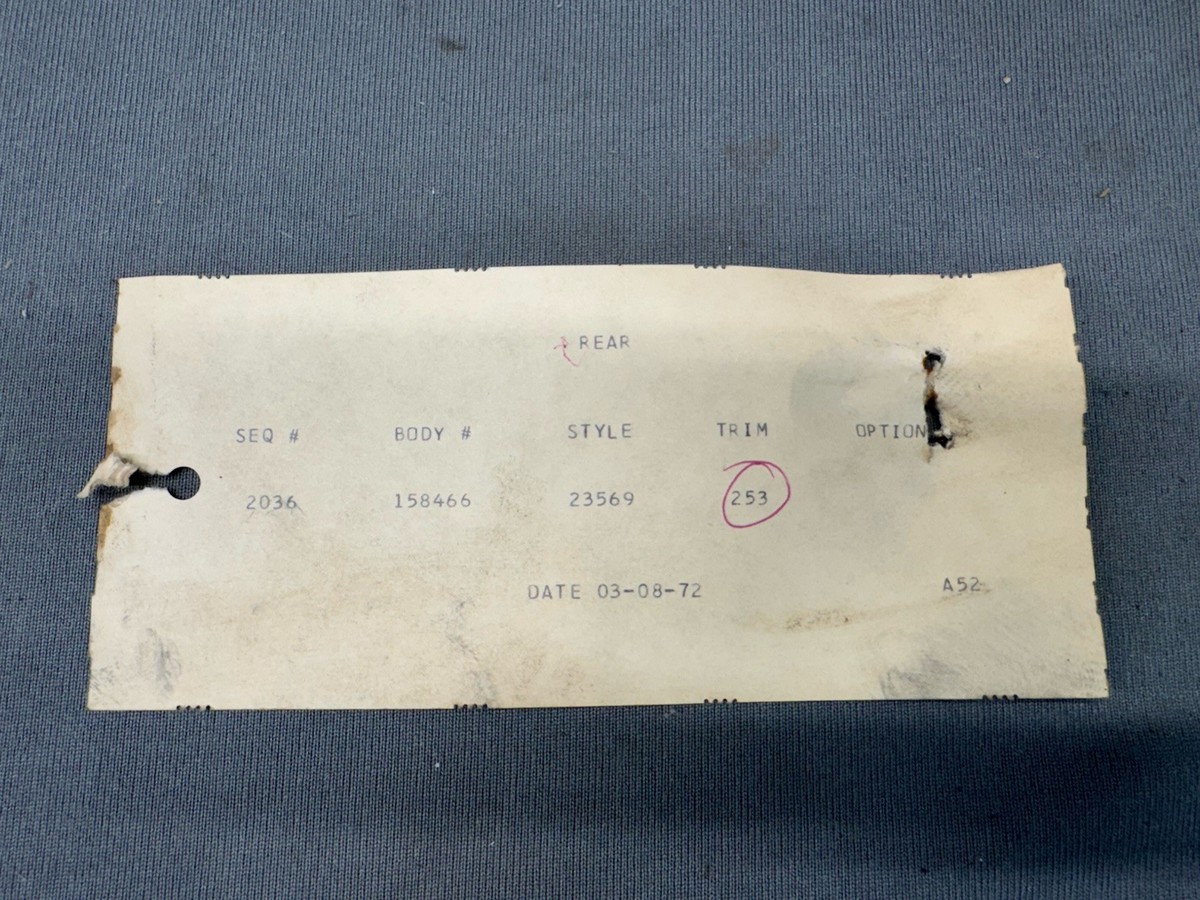 REAR
SEQ # BODY # STYLE TRIM OPTION
2036 158466 23569 253
DATE 03-08-72 A52